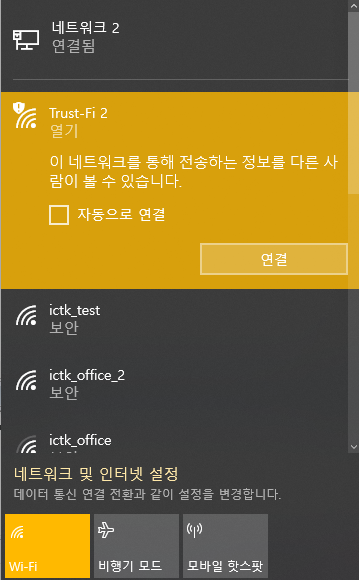 네트워크 2
연결됨
Trust-Fi 2
열기
이 네트워크를 통해 전송하는 정보를 다른 사
람이 볼 수 있습니다.
자동으로 연결
연결
ictk_test
보안
ictk_office_2
보안
ictk_office
보안
네트워크 및 인터넷 설정
데이터 통신 연결 전환과 같이 설정을 변경합니다.
Wi-Fi
비행기 모드
모바일 핫스팟